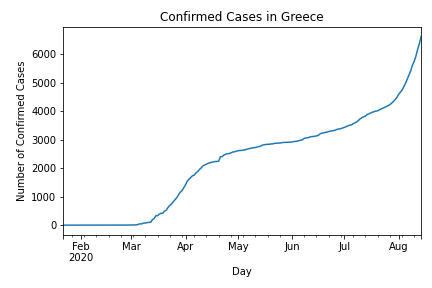 Confirmed Cases in Greece
Number of Confirmed Cases
6000
5000
4000
3000
2000
1000
0
Feb Mar Apr May Jun Jul Aug
2020
Day